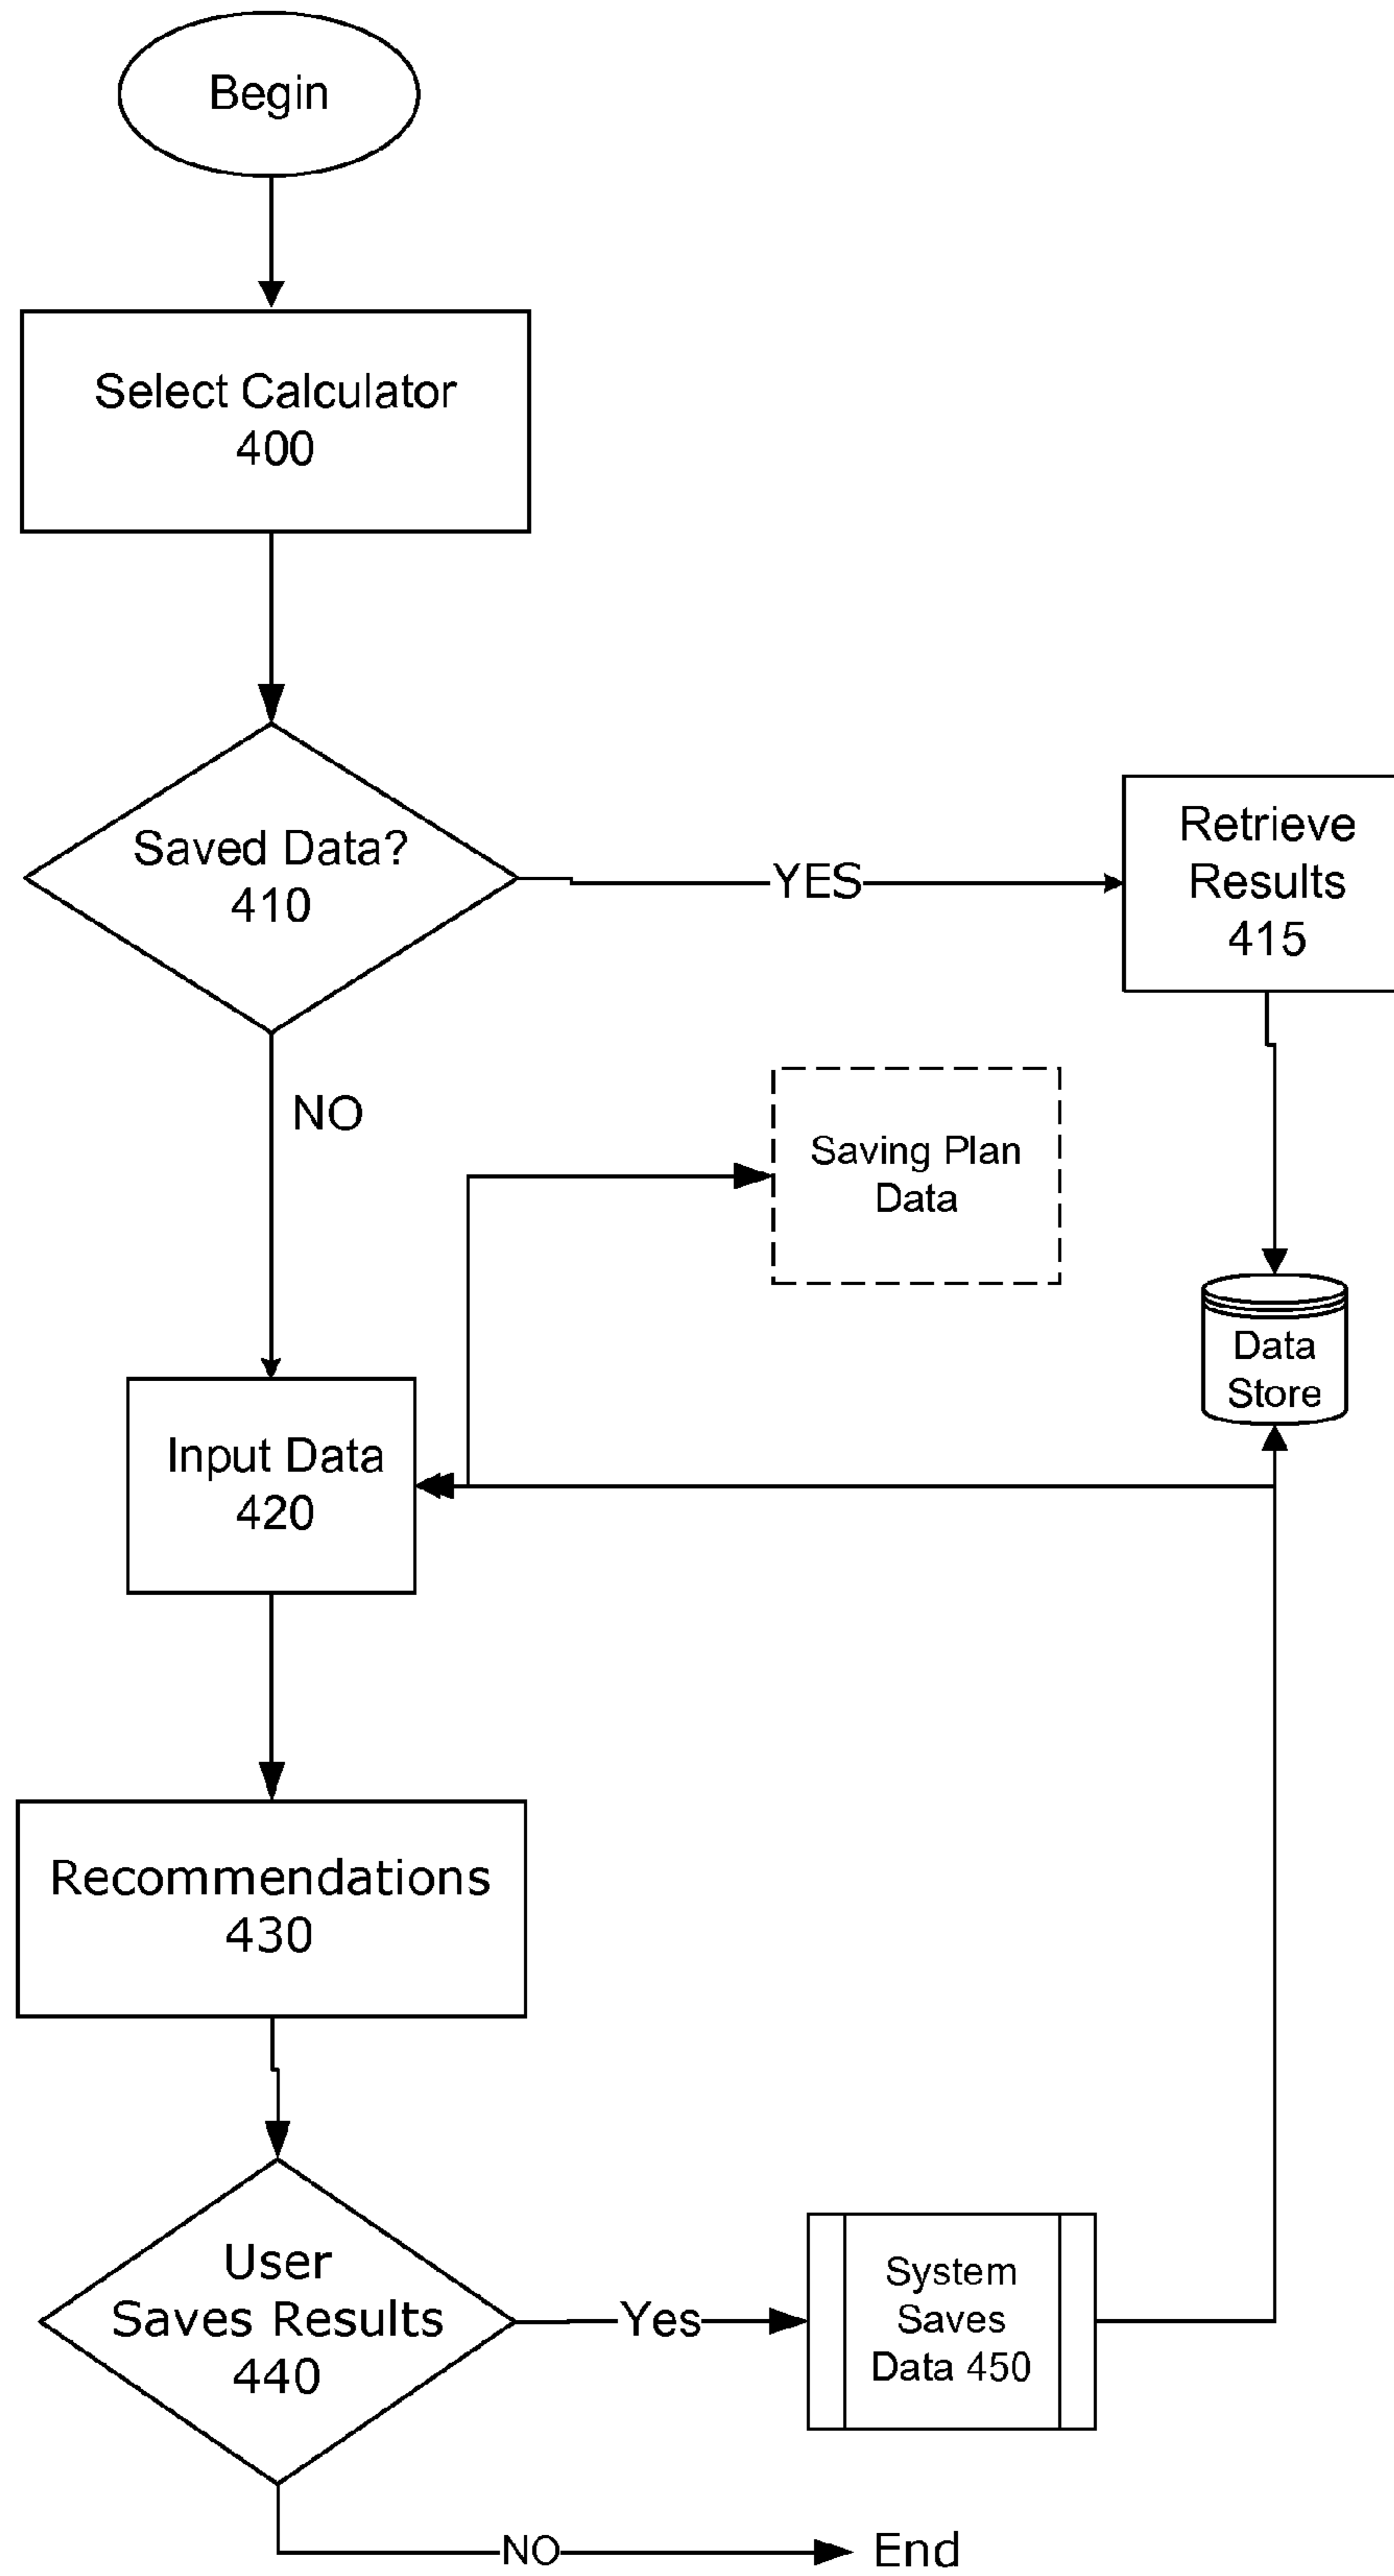 Begin
Select Calculator
400
Saved Data?
410
YES
Retrieve
Results
415
NO
Saving Plan
Data
Data
Store
Input Data
420
Recommendations
430
User
Saves Results
440
Yes
System
Saves
Data 450
NO
End